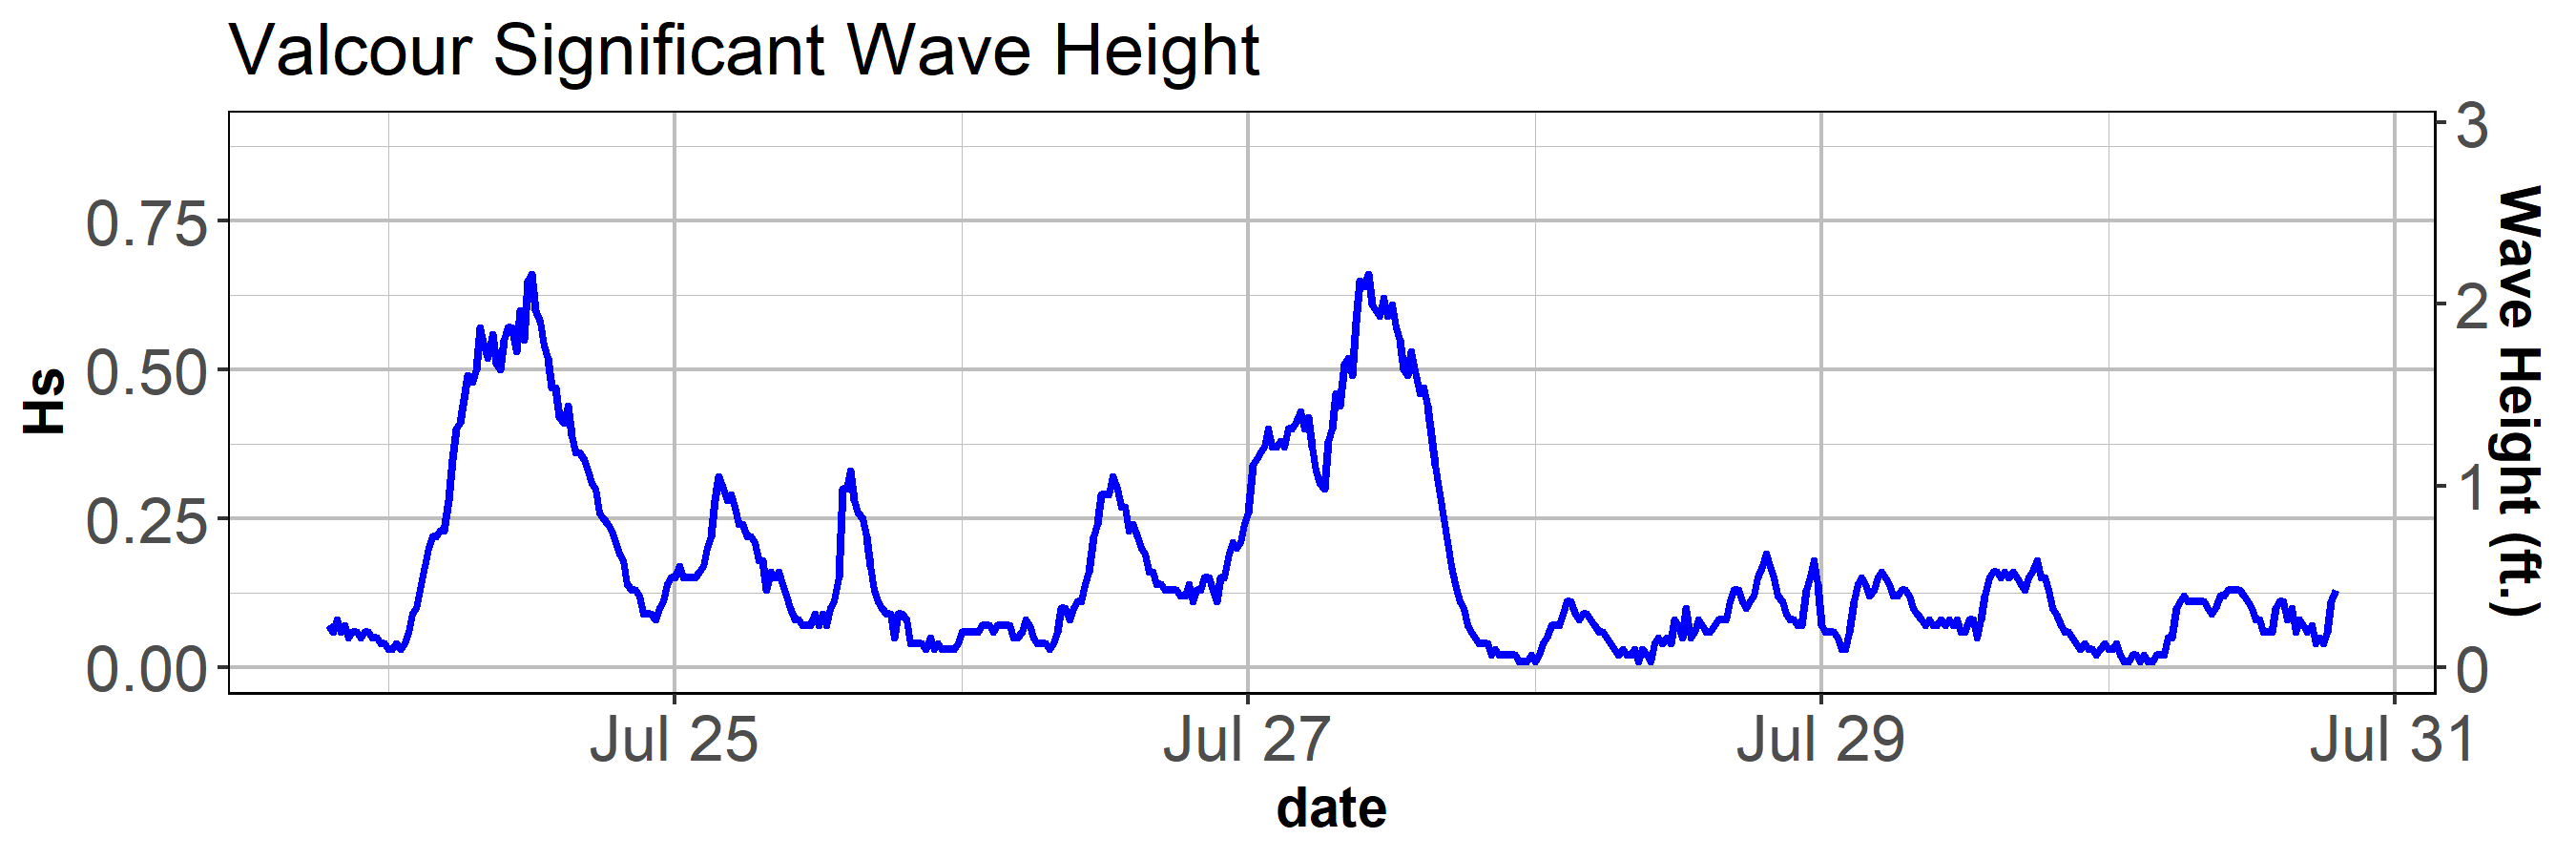 Valcour Significant Wave Height
Hs
0.75
0.50
0.25
0.00
3
2
1
0
Wave Height (ft.)
Jul 25
Jul 27
Jul 29
Jul 31
date